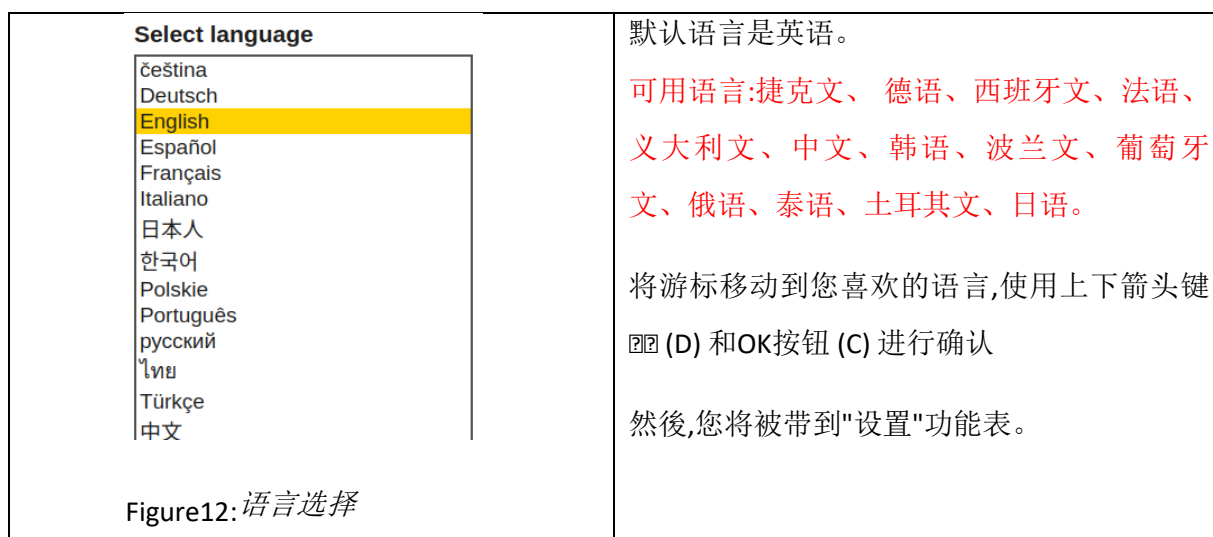 Select language
čeština
Deutsch
English
Español
Français
Italiano
日本人
한국어
Polskie
Português
русский
ไทย
Türkçe
中文
Figure12:语言选择
默认语言是英语。
可用语言:捷克文、 德语、西班牙文、法语、
义大利文、中文、韩语、波兰文、葡萄牙
文、俄语、泰语、土耳其文、日语。
将游标移动到您喜欢的语言,使用上下箭头键
(D) 和OK按钮 (C) 进行确认
然後,您将被带到"设置"功能表。